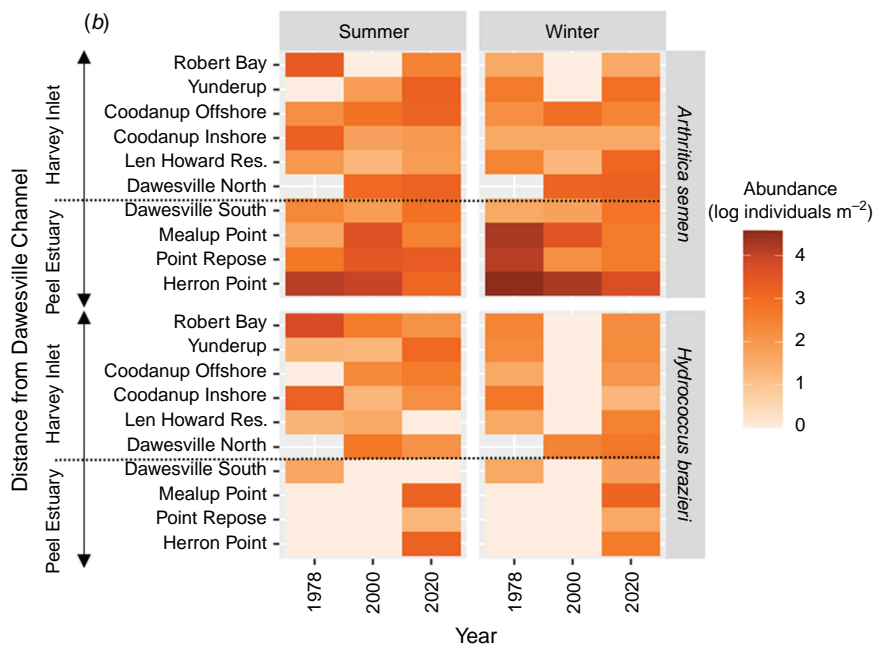 (b)
Summer
Winter
Distance from Dawesville Channel
Harvey Inlet
Peel Estuary
Robert Bay
Yunderup
Coodanup Offshore
Coodanup Inshore
Len Howard Res.
Dawesville North
Dawesville South
Mealup Point
Point Repose
Herron Point
Arthritica semen
Harvey Inlet
Peel Estuary
Robert Bay
Yunderup
Coodanup Offshore
Coodanup Inshore
Len Howard Res.
Dawesville North
Dawesville South
Mealup Point
Point Repose
Herron Point
Hydrococcus brazieri
1978
2000
2020
1978
2000
2020
Year
Abundance
(log individuals m⁻²)
4
3
2
1
0